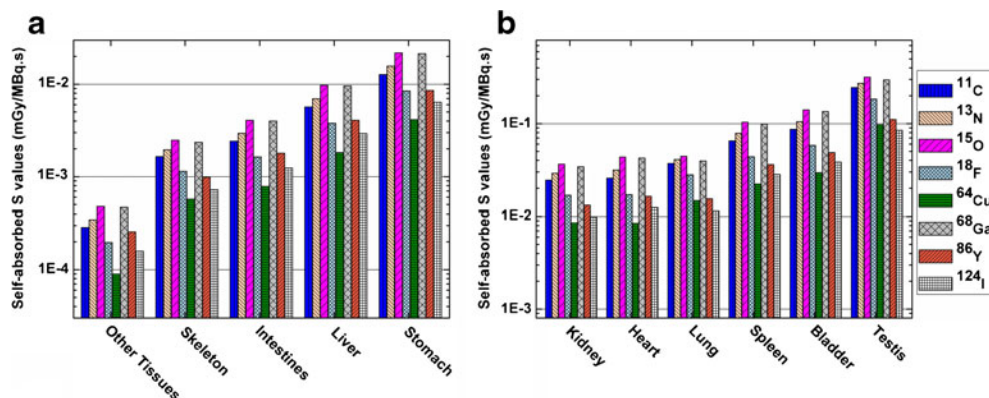 a
b
Self-absorbed S values (mGy/MBq.s)
1E-2
1E-3
1E-4
Other Tissues
Skeleton
Intestines
Liver
Stomach
Self-absorbed S values (mGy/MBq.s)
1E-0
1E-1
1E-2
1E-3
Kidney
Heart
Lung
Spleen
Bladder
Testis
11C
13N
15O
18F
64Cu
68Ga
86Y
124I